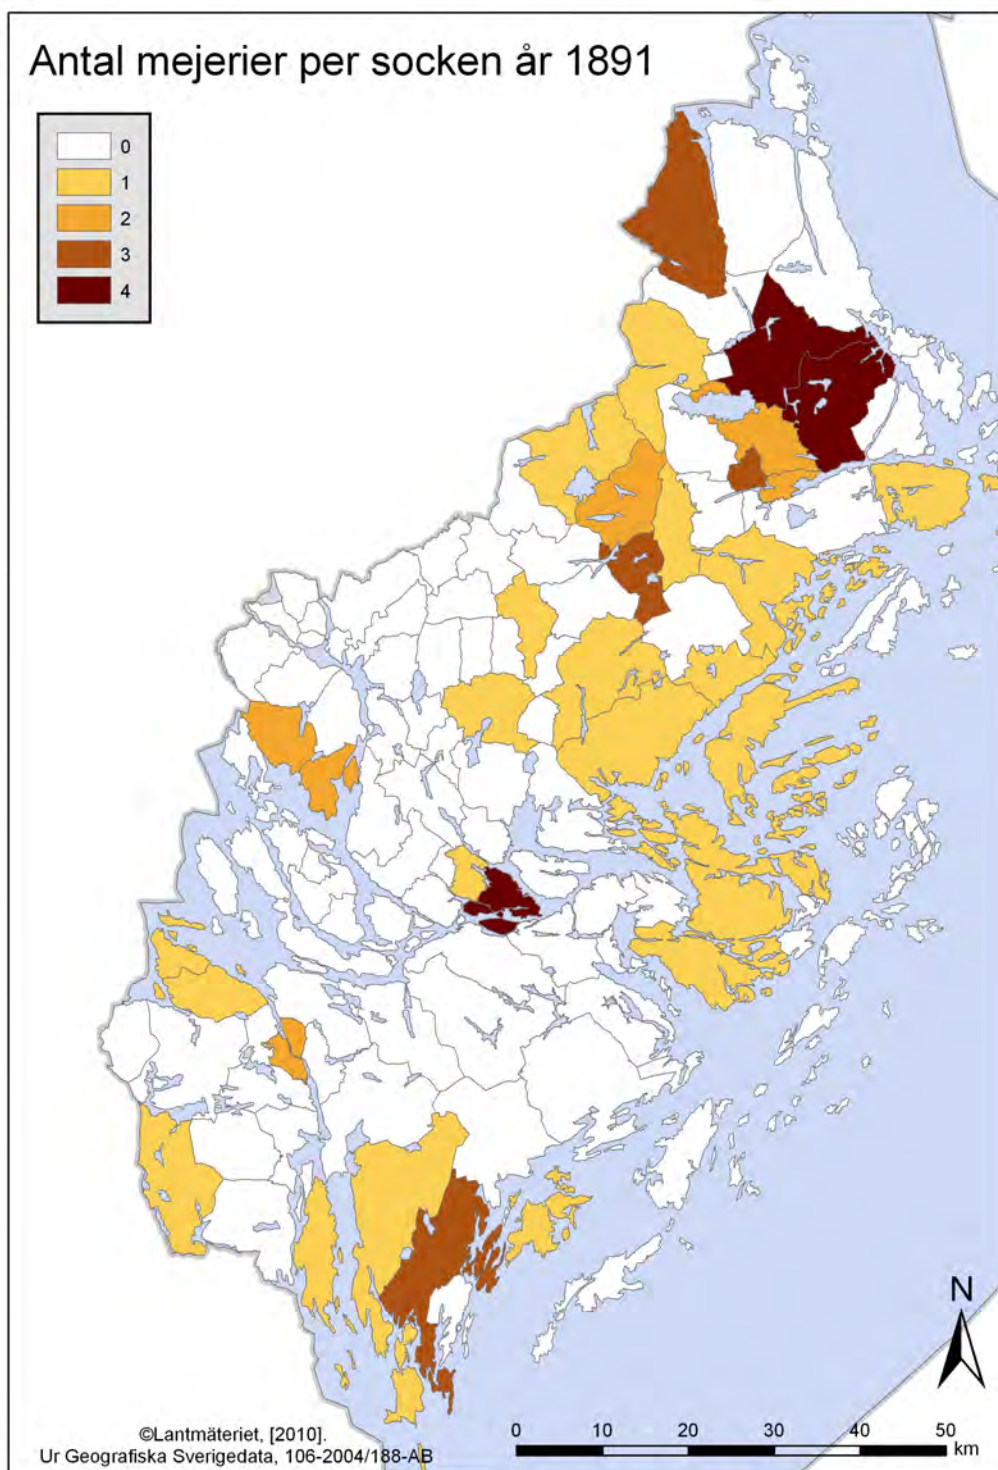 Antal mejerier per socken år 1891
0
1
2
3
4
N
0 10 20 30 40 50
km
©Lantmäteriet, [2010].
Ur Geografiska Sverigedata, 106-2004/188-AB